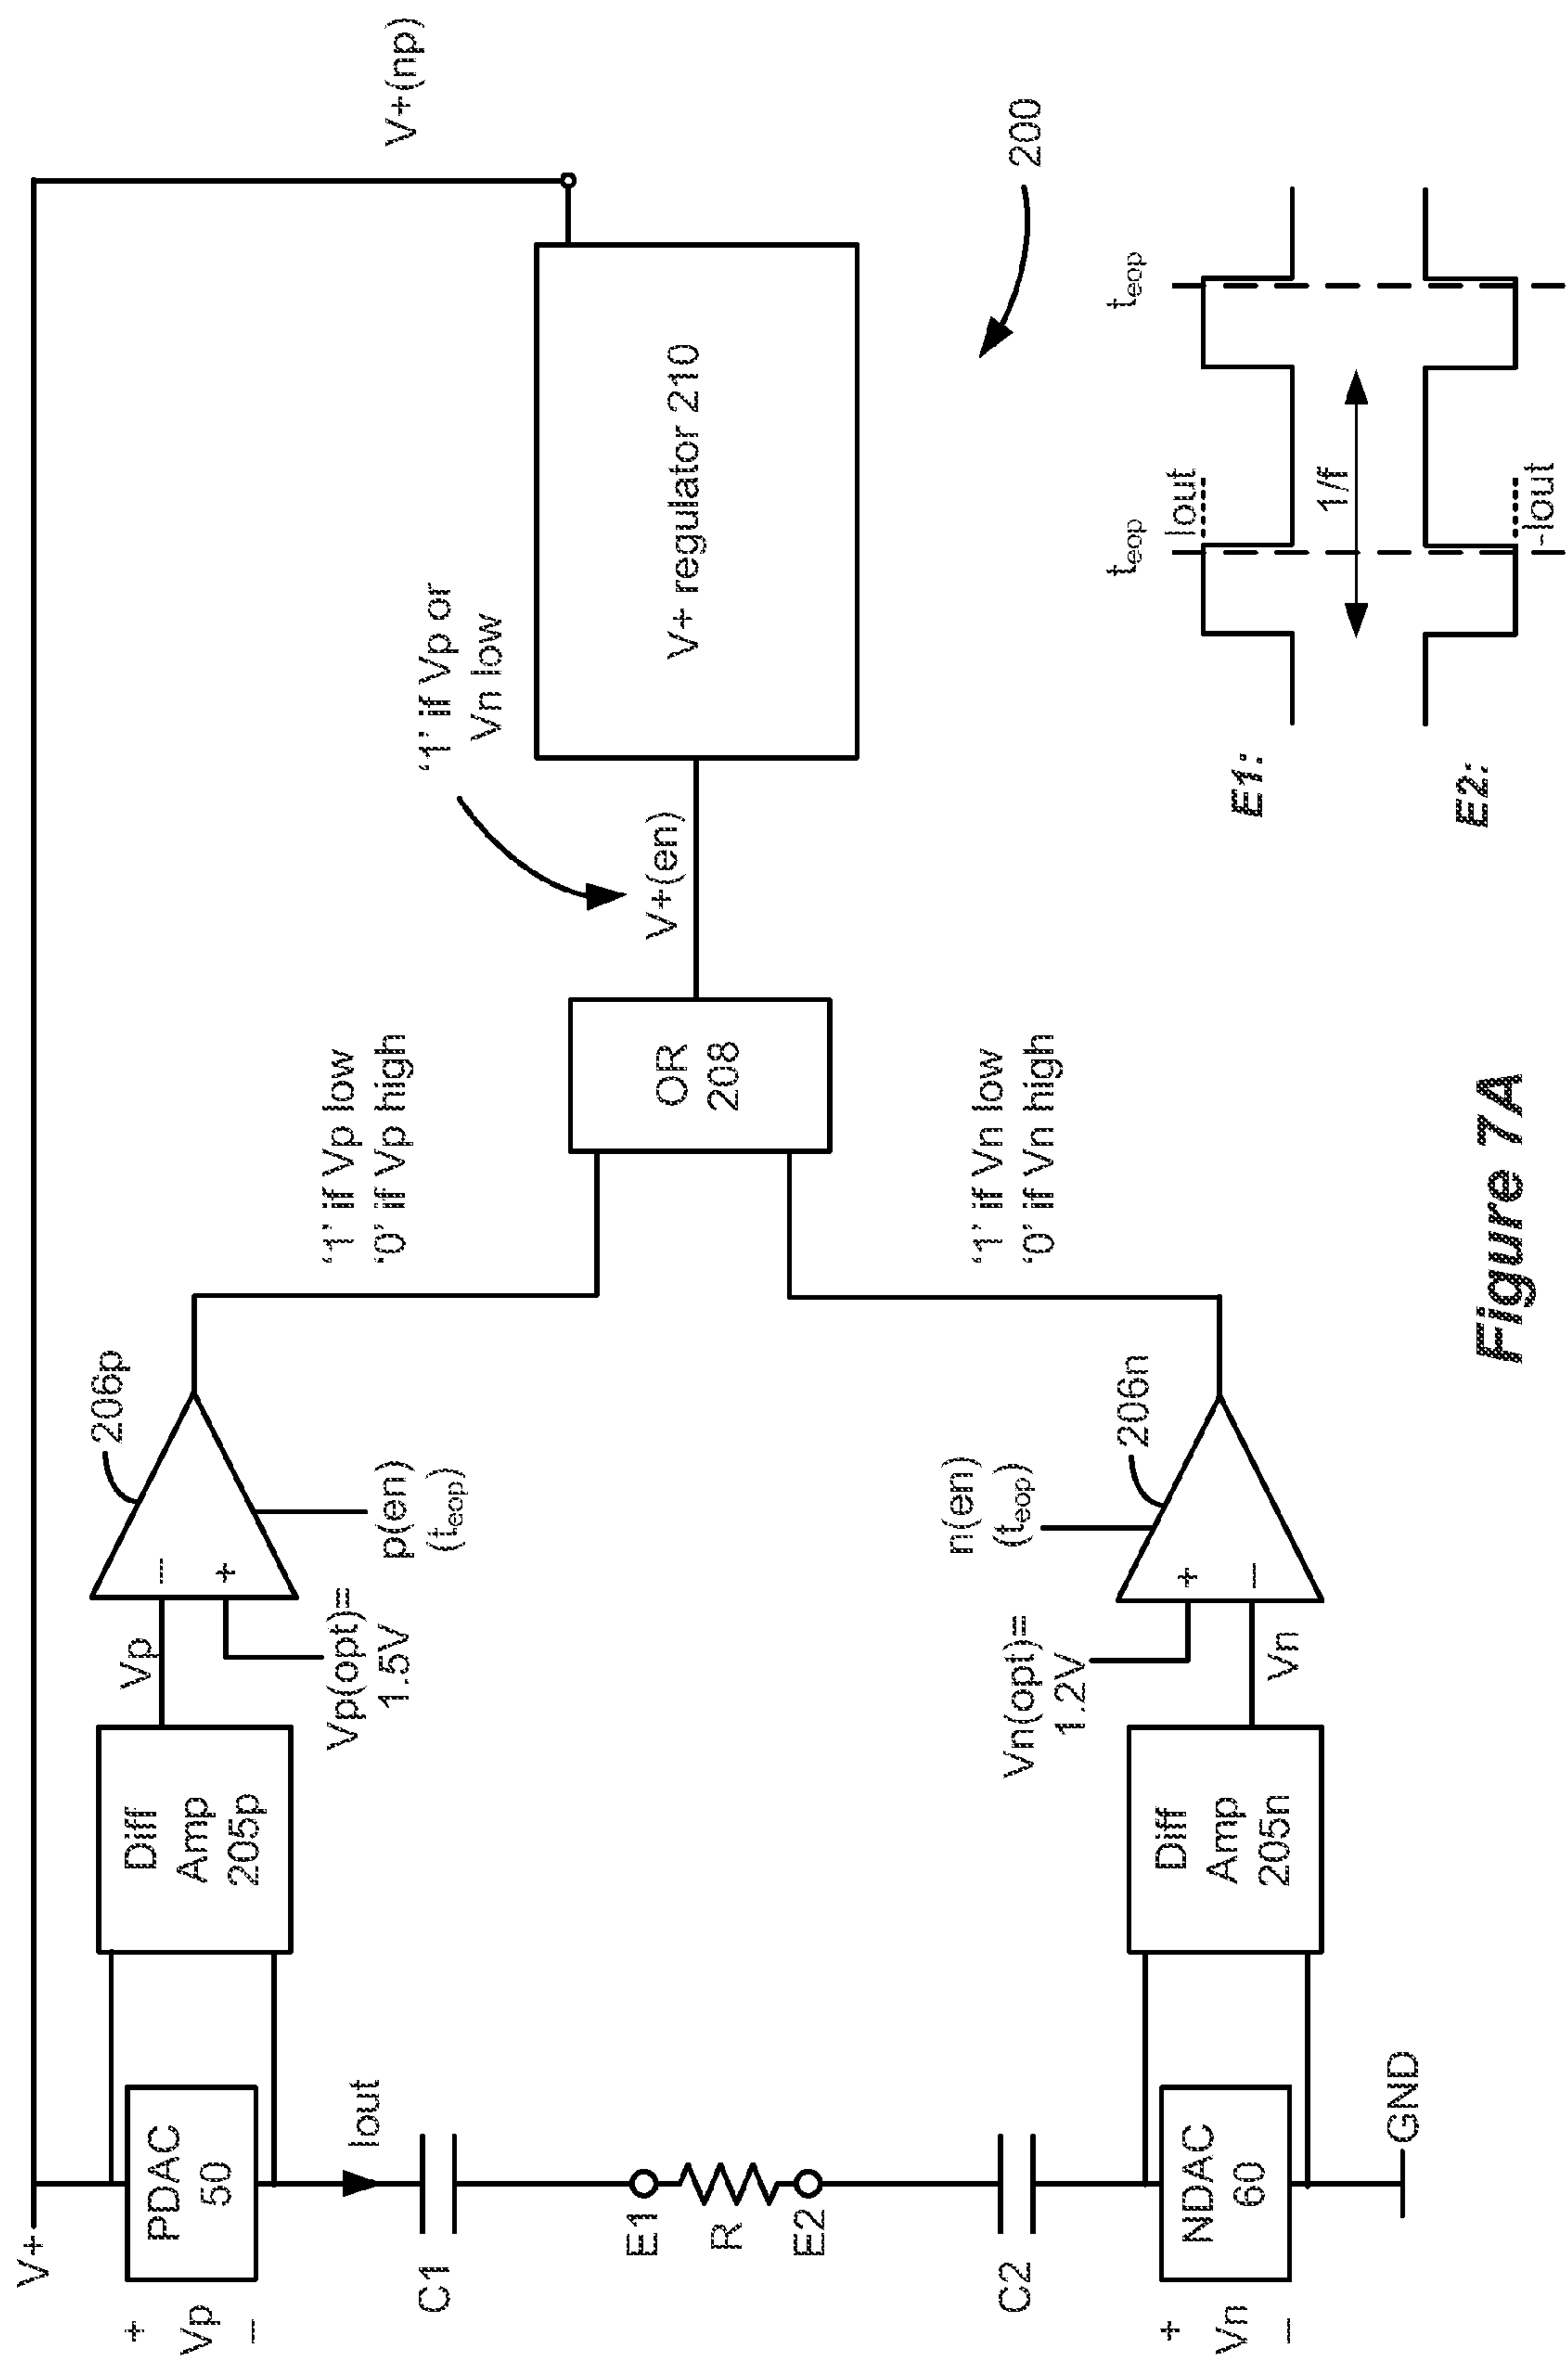 V+
V+(np)
+
Vp
–
PDAC
50
Diff
Amp
205p
Vp
–
+
206p
Vp(opt)=
1.5V
p(en)
(teop)
'1' if Vp low
'0' if Vp high
Iout
C1
E1
R
E2
C2
OR
208
V+(en)
'1' if Vp or
Vn low
V+ regulator 210
200
+
Vn
–
NDAC
60
GND
Diff
Amp
205n
Vn
+
–
206n
Vn(opt)=
1.2V
n(en)
(teop)
'1' if Vn low
'0' if Vn high
teop
teop
Iout
E1:
1/f
E2:
-Iout
Figure 7A